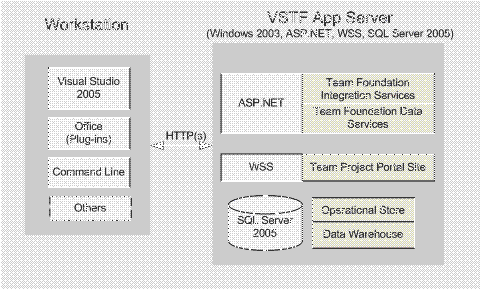 Workstation
VSTF App Server
(Windows 2003, ASP.NET, WSS, SQL Server 2005)
Visual Studio
2005
Office
(Plug-ins)
Command Line
Others
HTTP(s)
ASP.NET
Team Foundation
Integration Services
Team Foundation Data
Services
WSS
Team Project Portal Site
SQL Server
2005
Operational Store
Data Warehouse